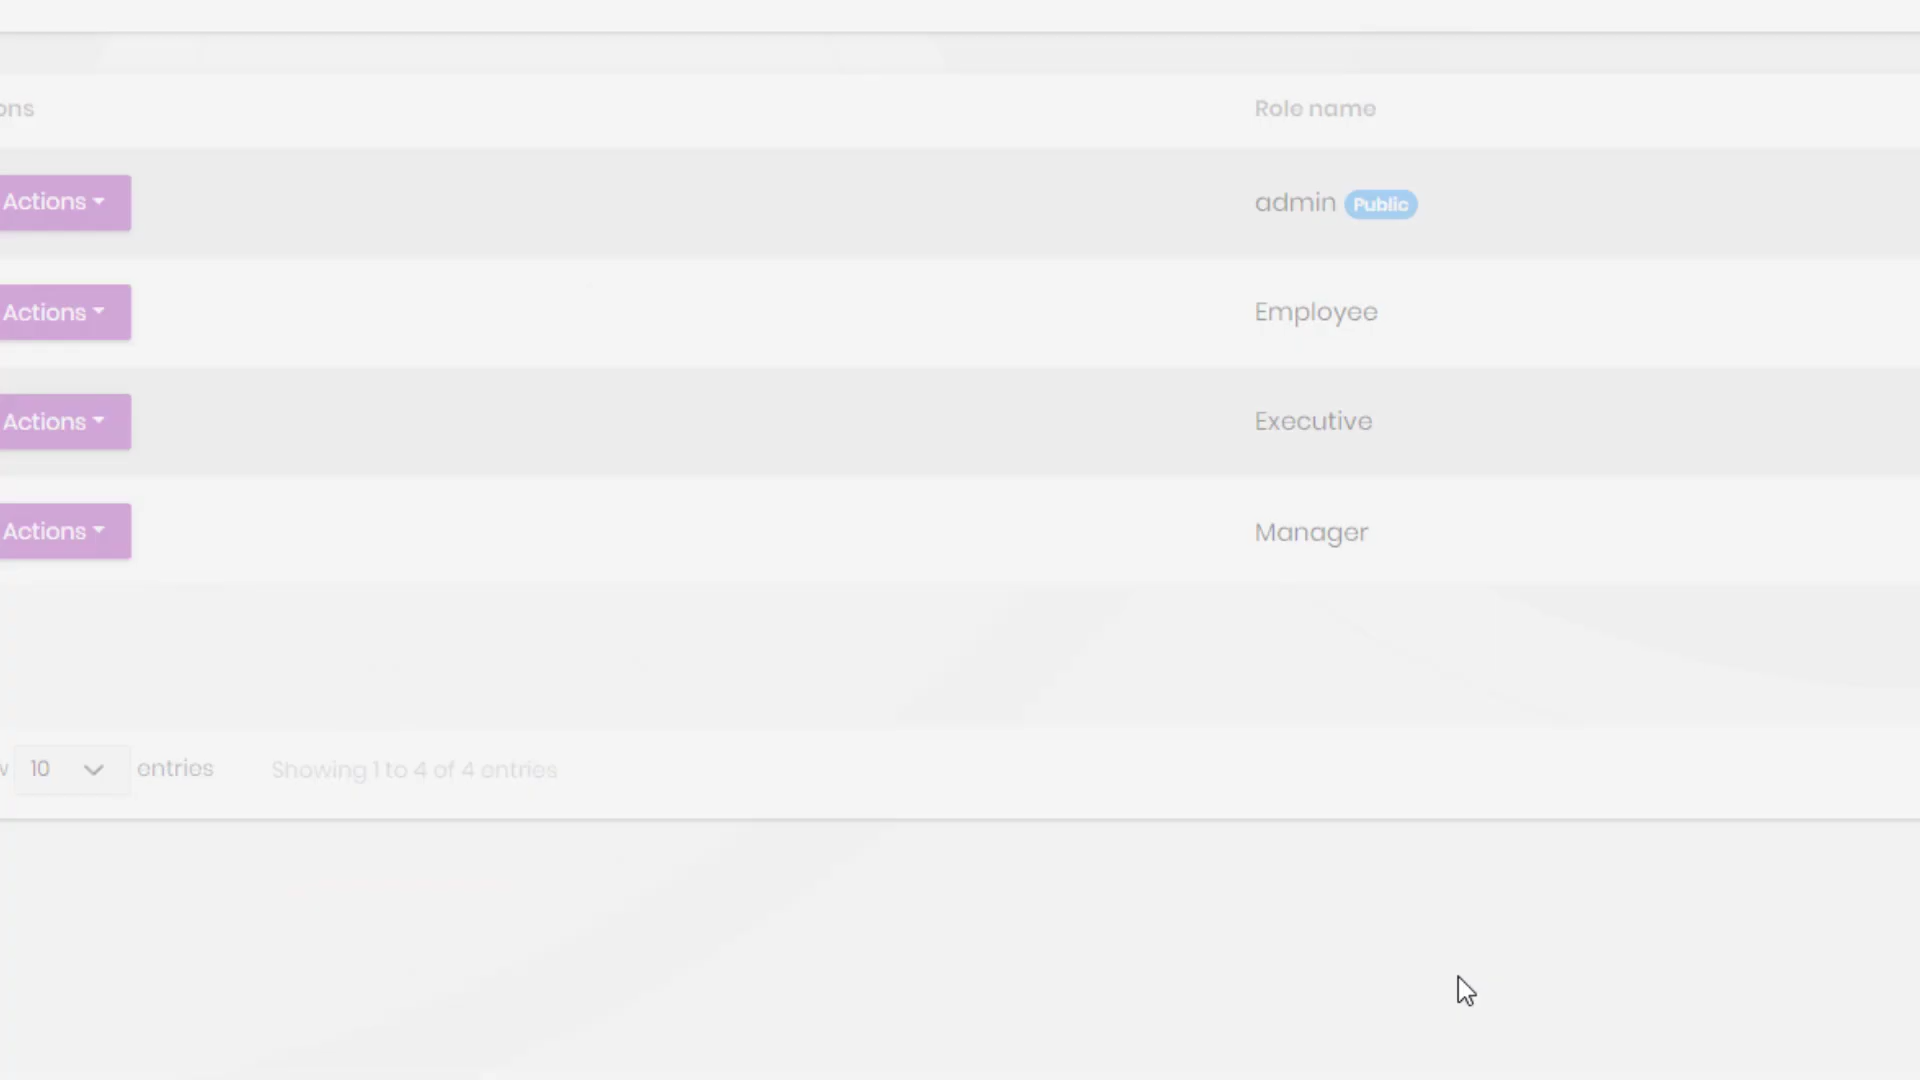 ons Role name
Actions admin Public
Actions Employee
Actions Executive
Actions Manager
w 10 entries Showing 1 to 4 of 4 entries